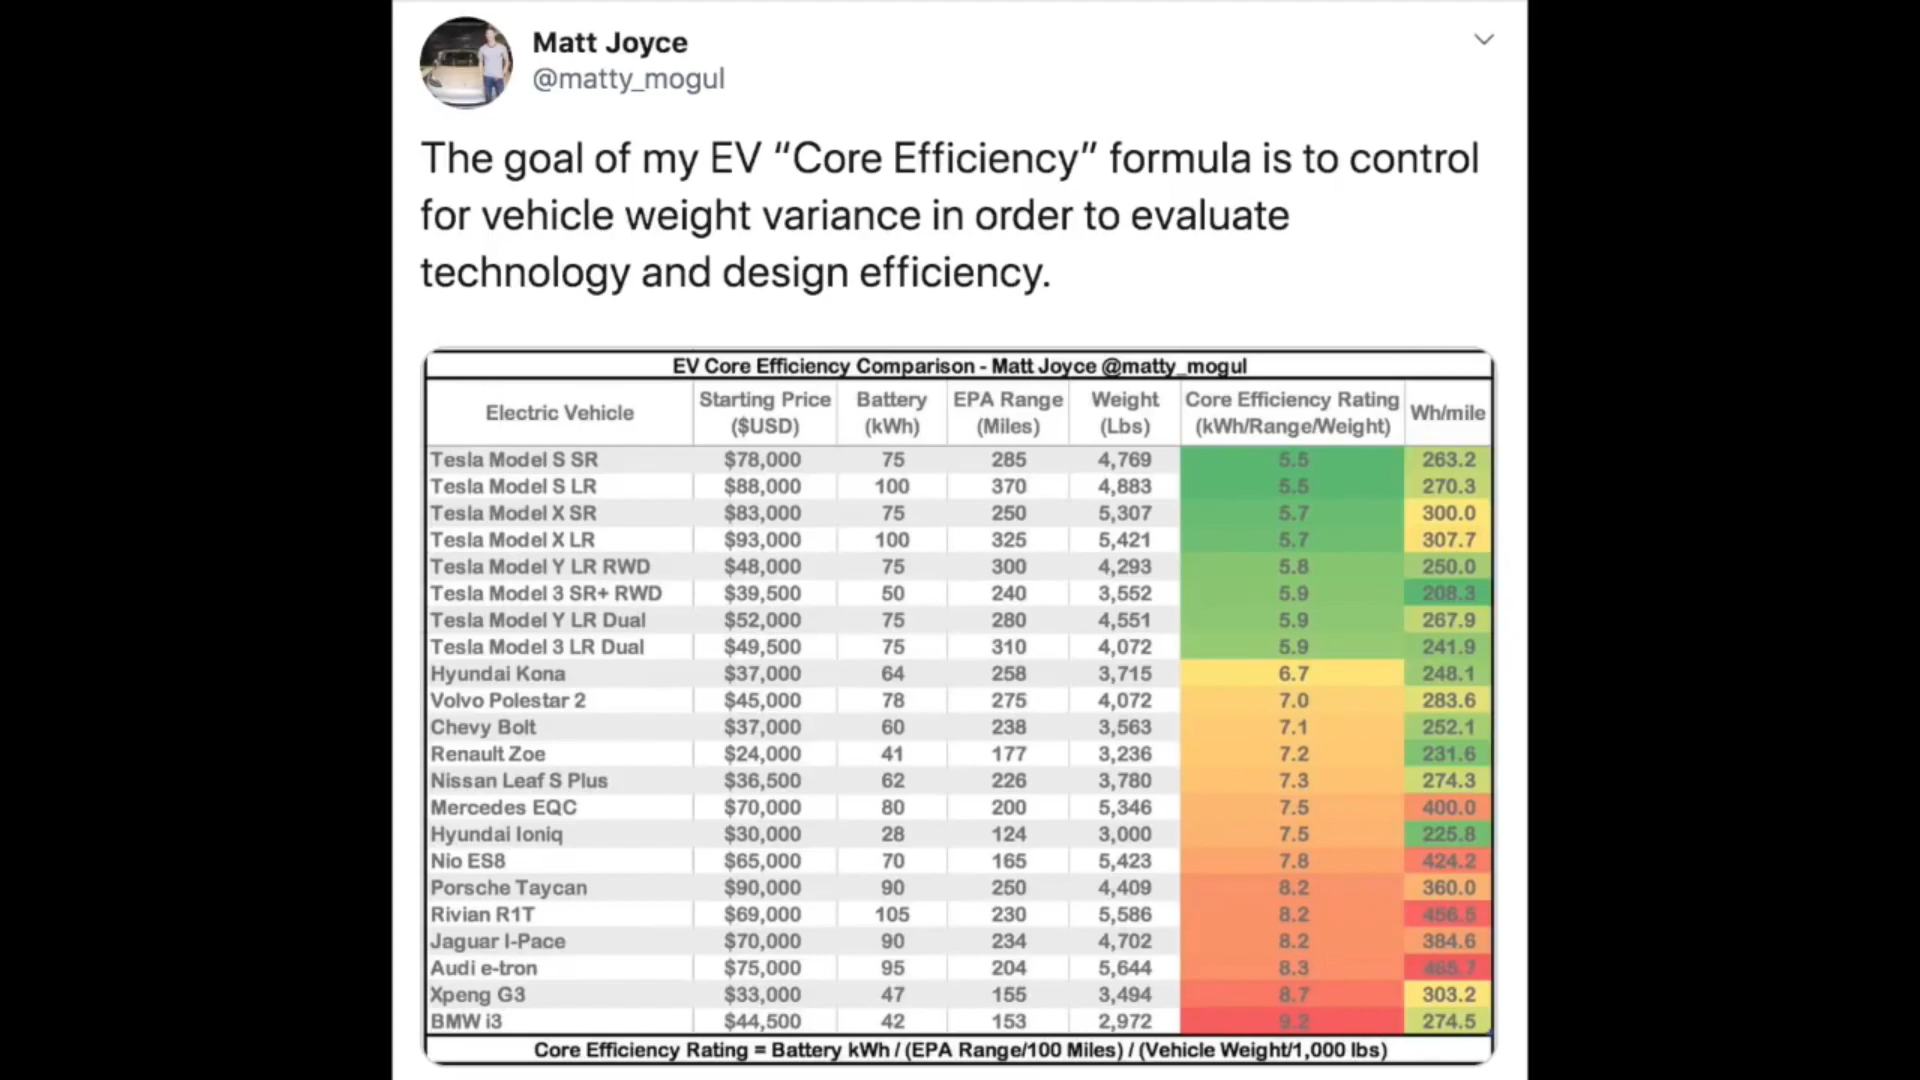 Matt Joyce
@matty_mogul
The goal of my EV “Core Efficiency” formula is to control
for vehicle weight variance in order to evaluate
technology and design efficiency.
EV Core Efficiency Comparison - Matt Joyce @matty_mogul
Electric Vehicle Starting Price ($USD) Battery (kWh) EPA Range (Miles) Weight (Lbs) Core Efficiency Rating (kWh/Range/Weight) Wh/mile
Tesla Model S SR $78,000 75 285 4,769 5.5 263.2
Tesla Model S LR $88,000 100 370 4,883 5.5 270.3
Tesla Model X SR $83,000 75 250 5,307 5.7 300.0
Tesla Model X LR $93,000 100 325 5,421 5.7 307.7
Tesla Model Y LR RWD $48,000 75 300 4,293 5.8 250.0
Tesla Model 3 SR+ RWD $39,500 50 240 3,552 5.9 208.3
Tesla Model Y LR Dual $52,000 75 280 4,551 5.9 267.9
Tesla Model 3 LR Dual $49,500 75 310 4,072 5.9 241.9
Hyundai Kona $37,000 64 258 3,715 6.7 248.1
Volvo Polestar 2 $45,000 78 275 4,072 7.0 283.6
Chevy Bolt $37,000 60 238 3,563 7.1 252.1
Renault Zoe $24,000 41 177 3,236 7.2 231.6
Nissan Leaf S Plus $36,500 62 226 3,780 7.3 274.3
Mercedes EQC $70,000 80 200 5,346 7.5 400.0
Hyundai Ioniq $30,000 28 124 3,000 7.5 225.8
Nio ES8 $65,000 70 165 5,423 7.8 424.2
Porsche Taycan $90,000 90 250 4,409 8.2 360.0
Rivian R1T $69,000 105 230 5,586 8.2 456.5
Jaguar I-Pace $70,000 90 234 4,702 8.2 384.6
Audi e-tron $75,000 95 204 5,644 8.3 465.7
Xpeng G3 $33,000 47 155 3,494 8.7 303.2
BMW i3 $44,500 42 153 2,972 9.2 274.5
Core Efficiency Rating = Battery kWh / (EPA Range/100 Miles) / (Vehicle Weight/1,000 lbs)